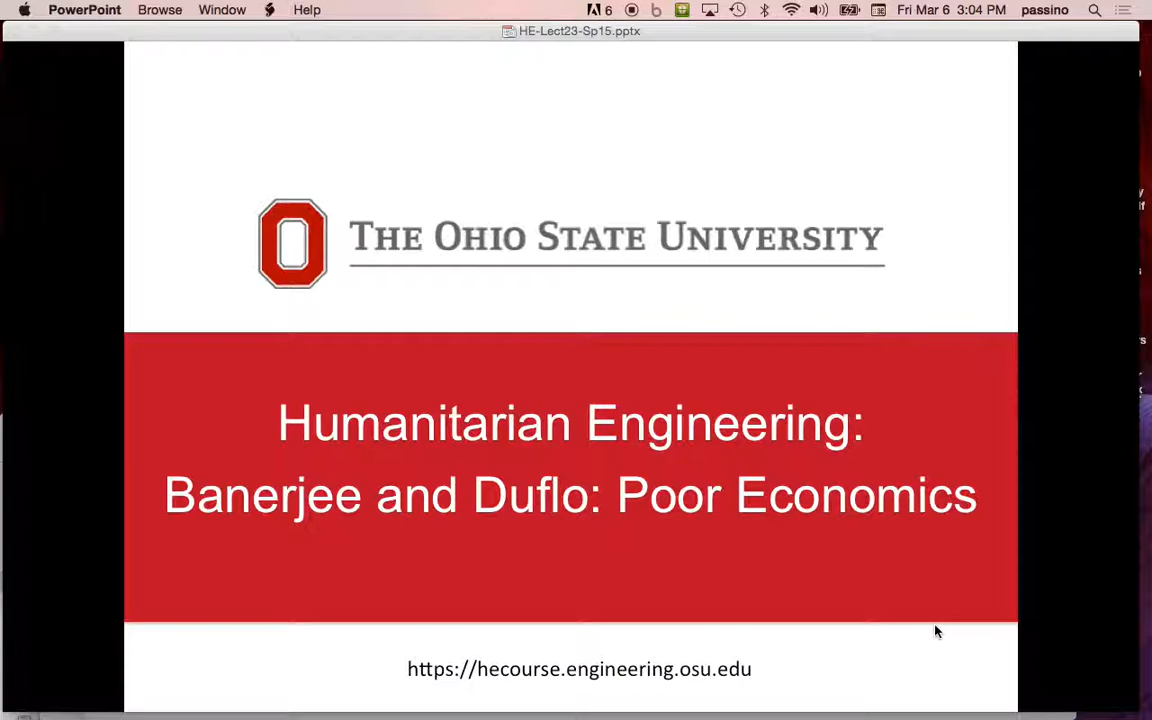 PowerPoint Browse Window Help 6 Fri Mar 6 3:04 PM passino
HE-Lect23-Sp15.pptx
THE OHIO STATE UNIVERSITY
Humanitarian Engineering:
Banerjee and Duflo: Poor Economics
https://hecourse.engineering.osu.edu